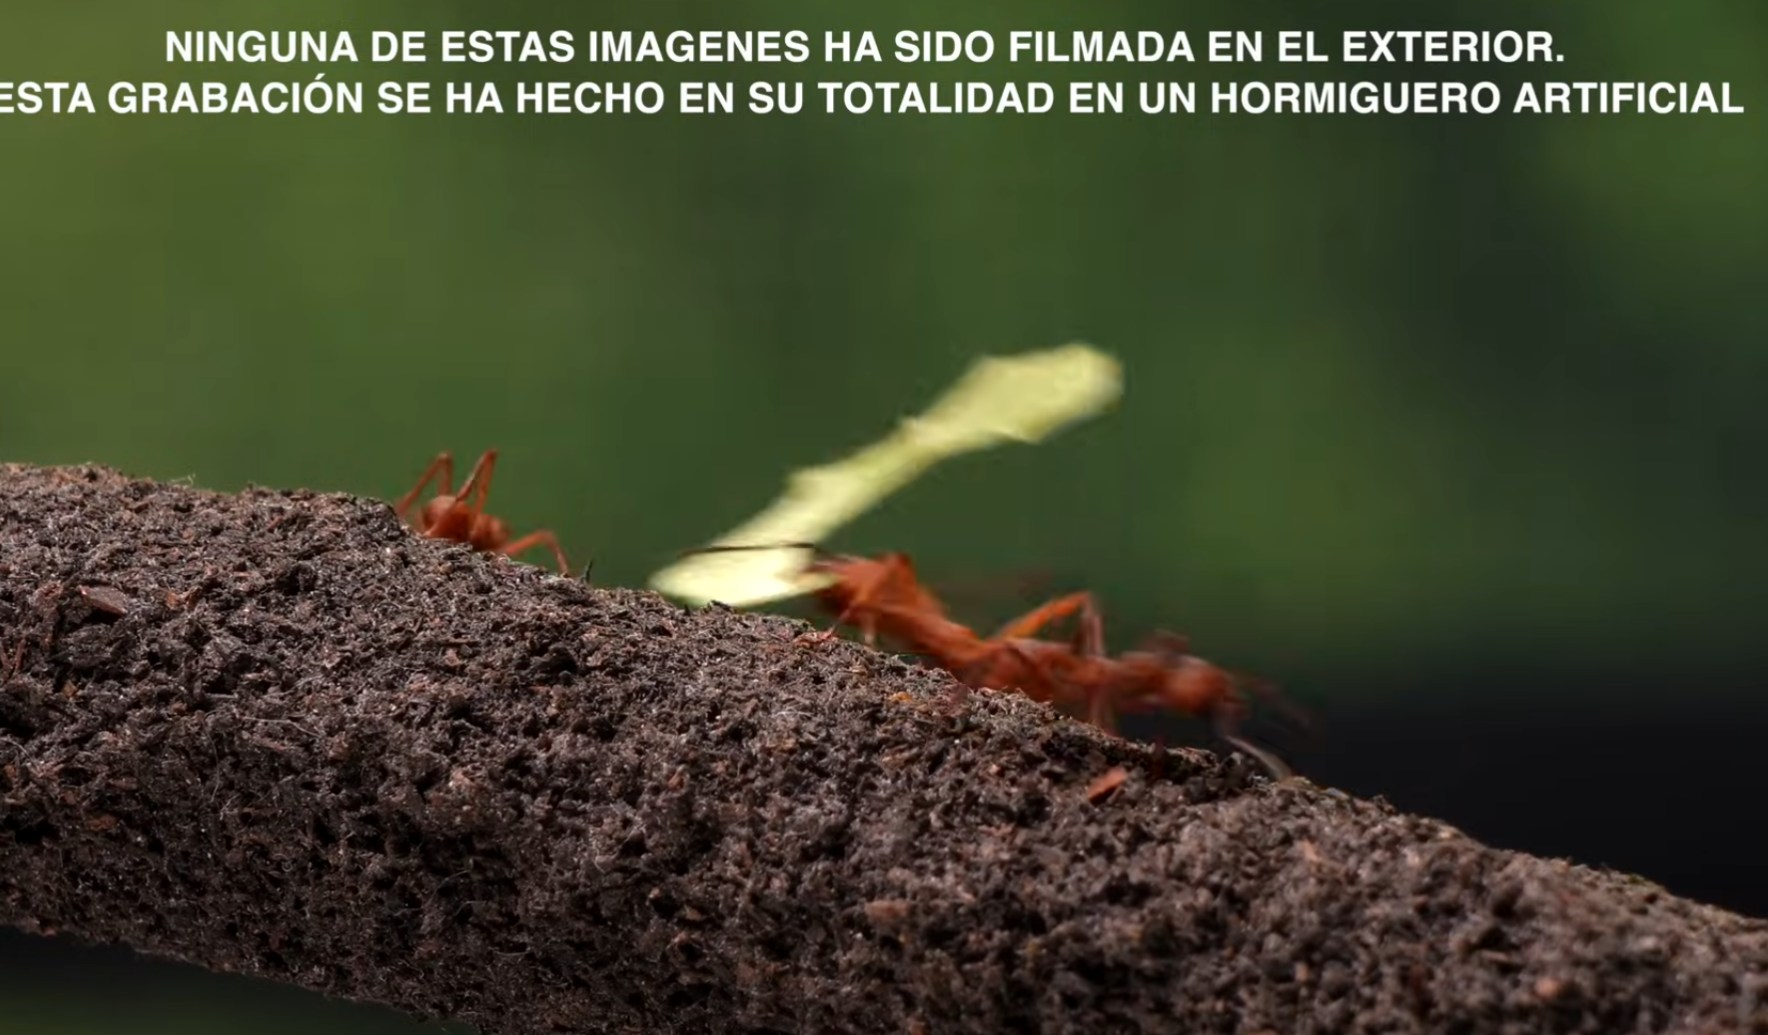 NINGUNA DE ESTAS IMAGENES HA SIDO FILMADA EN EL EXTERIOR.
ESTA GRABACIÓN SE HA HECHO EN SU TOTALIDAD EN UN HORMIGUERO ARTIFICIAL